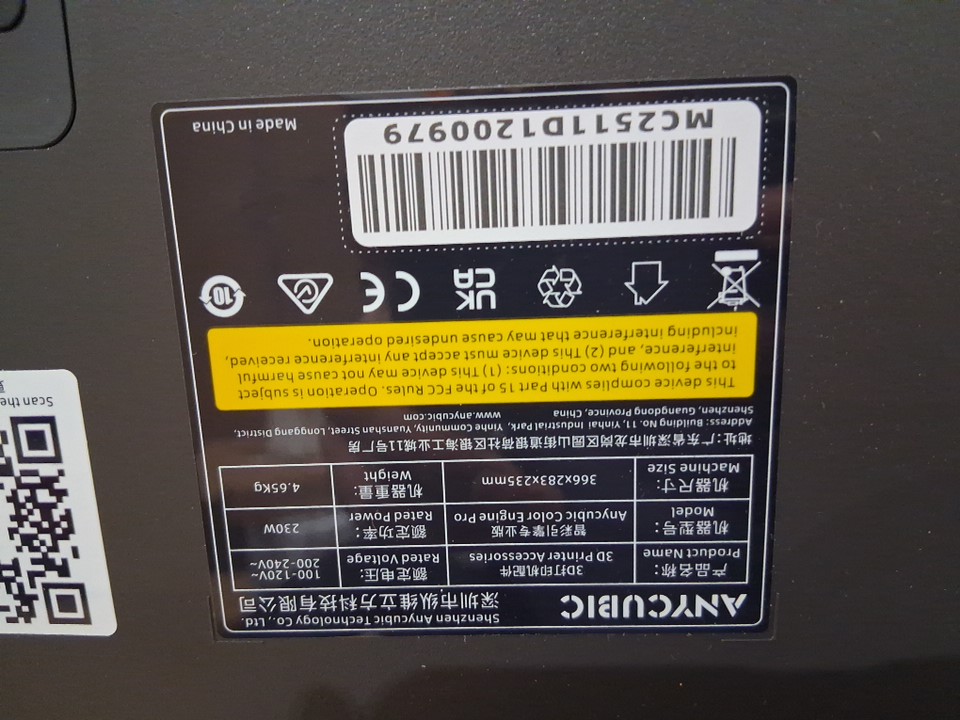 ANYCUBIC
Shenzhen Anycubic Technology Co., Ltd.
深圳市纵维立方科技有限公司
产品名称: 3D打印机配件 额定电压: 100-120V~
Product Name 3D Printer Accessories Rated Voltage 200-240V~
机器型号: 智彩引擎专业版 额定功率: 230W
Model Anycubic Color Engine Pro Rated Power
机器尺寸: 366x283x235mm 机器重量: 4.65Kg
Machine Size Weight
地址:广东省深圳市龙岗区园山街道银荷社区银海工业城11号厂房
Address: Building No. 11, Yinhai Industrial Park, Yinhe Community, Yuanshan Street, Longgang, District,
Shenzhen, Guangdong Province, China www.anycubic.com
This device complies with Part 15 of the FCC Rules. Operation is subject
to the following two conditions: (1) This device may not cause harmful
interference, and (2) This device must accept any interference received,
including interference that may cause undesired operation.
UK
CA
CE
10
MC2511D1200979
Made in China
Scan the